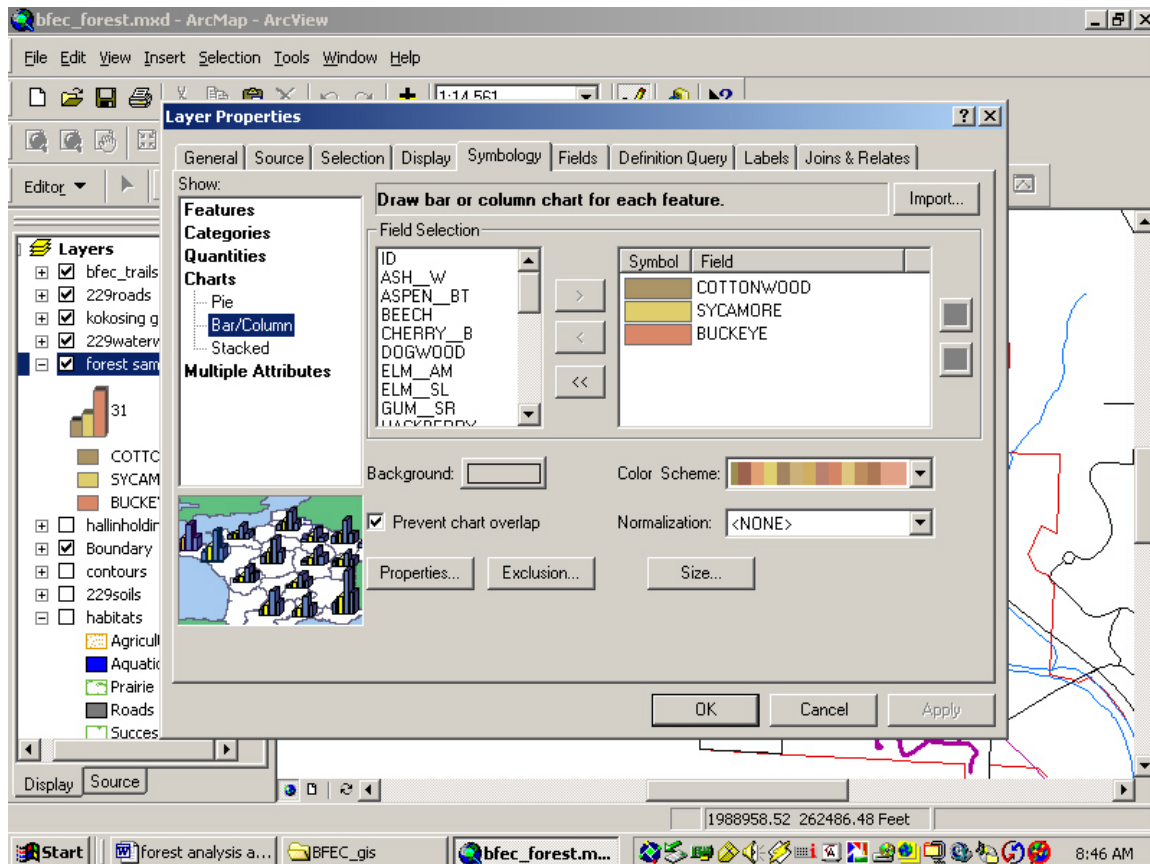 bfec_forest.mxd - ArcMap - ArcView
File Edit View Insert Selection Tools Window Help
1:14,561
Editor
Layer Properties
General Source Selection Display Symbology Fields Definition Query Labels Joins & Relates
Show:
Features
Categories
Quantities
Charts
Pie
Bar/Column
Stacked
Multiple Attributes
Draw bar or column chart for each feature.
Import...
Field Selection
ID
ASH__W
ASPEN__BT
BEECH
CHERRY__B
DOGWOOD
ELM__AM
ELM__SL
GUM__SR
HACKBERRY
>
<
<<
Symbol Field
COTTONWOOD
SYCAMORE
BUCKEYE
Background:
Color Scheme:
Prevent chart overlap
Normalization: <NONE>
Properties... Exclusion... Size...
OK Cancel Apply
Layers
bfec_trails
229roads
kokosing g
229waterw
forest sam
31
COTTO
SYCAM
BUCKEY
hallinholdin
Boundary
contours
229soils
habitats
Agricult
Aquatic
Prairie
Roads
Succes
Display Source
1988958.52 262486.48 Feet
Start forest analysis a... BFEC_gis bfec_forest.m... 8:46 AM